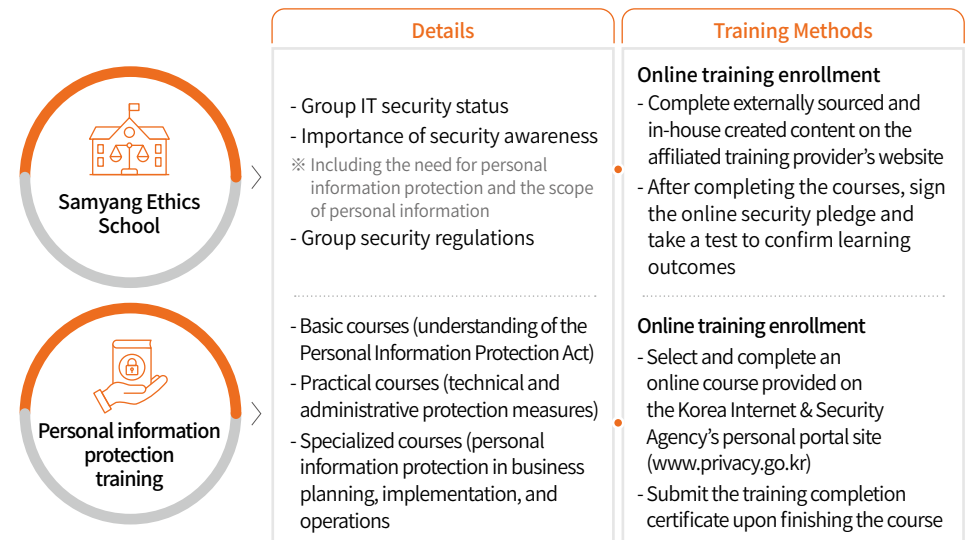 Details
Training Methods
Samyang Ethics
School
- Group IT security status
- Importance of security awareness
※ Including the need for personal
information protection and the scope
of personal information
- Group security regulations
Online training enrollment
- Complete externally sourced and
in-house created content on the
affiliated training provider's website
- After completing the courses, sign
the online security pledge and
take a test to confirm learning
outcomes
Personal information
protection
training
- Basic courses (understanding of the
Personal Information Protection Act)
- Practical courses (technical and
administrative protection measures)
- Specialized courses (personal
information protection in business
planning, implementation, and
operations
Online training enrollment
- Select and complete an
online course provided on
the Korea Internet & Security
Agency's personal portal site
(www.privacy.go.kr)
- Submit the training completion
certificate upon finishing the course